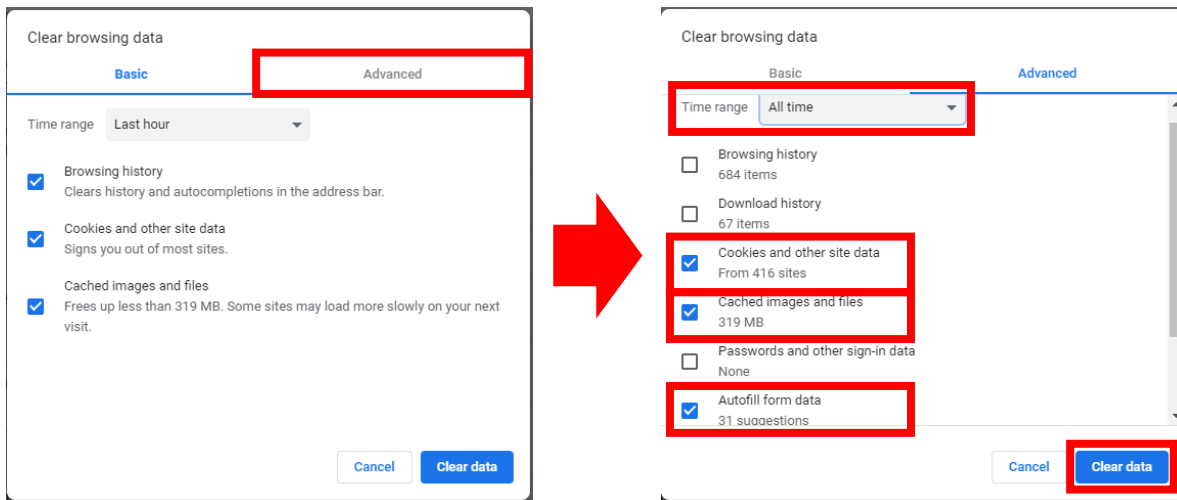 Clear browsing data
Basic
Advanced
Time range
Last hour
Browsing history
Clears history and autocompletions in the address bar.
Cookies and other site data
Signs you out of most sites.
Cached images and files
Frees up less than 319 MB. Some sites may load more slowly on your next
visit.
Cancel
Clear data
Clear browsing data
Basic
Advanced
Time range
All time
Browsing history
684 items
Download history
67 items
Cookies and other site data
From 416 sites
Cached images and files
319 MB
Passwords and other sign-in data
None
Autofill form data
31 suggestions
Cancel
Clear data